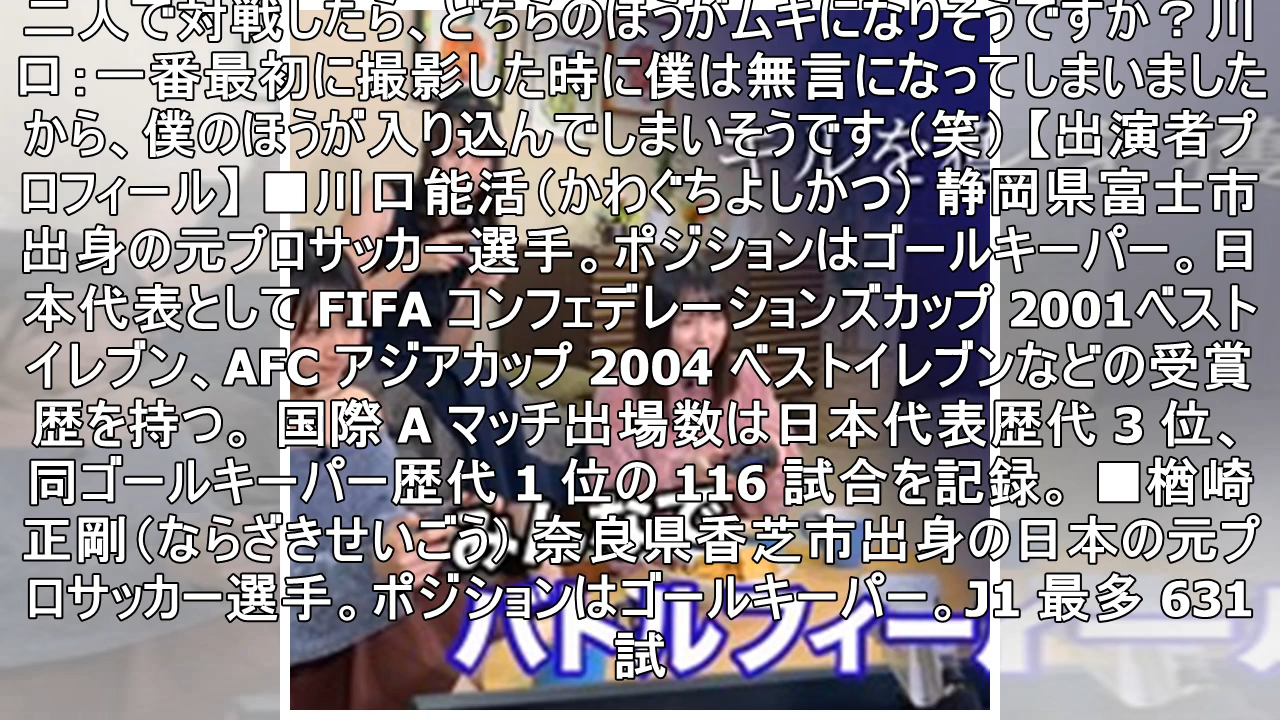 二人で対戦したら、どちらのほうがムキになりそうですか？川
口：一番最初に撮影した時に僕は無言になってしまいました
から、僕のほうが入り込んでしまいそうです（笑）【出演者プ
ロフィール】■川口能活（かわぐちよしかつ）静岡県富士市
出身の元プロサッカー選手。ポジションはゴールキーパー。日
本代表として FIFA コンフェデレーションズカップ 2001ベスト
イレブン、AFC アジアカップ 2004 ベストイレブンなどの受賞
歴を持つ。国際 A マッチ出場数は日本代表歴代 3 位、
同ゴールキーパー歴代 1 位の 116 試合を記録。■楢崎
正剛（ならざきせいごう）奈良県香芝市出身の日本の元プ
ロサッカー選手。ポジションはゴールキーパー。J1 最多 631
試
キルを
みんなで
バトルフィー